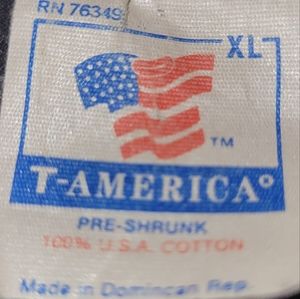 RN 76349
XL
TM
T-AMERICA°
PRE-SHRUNK
100% U.S.A. COTTON
Made in Dominican Rep.